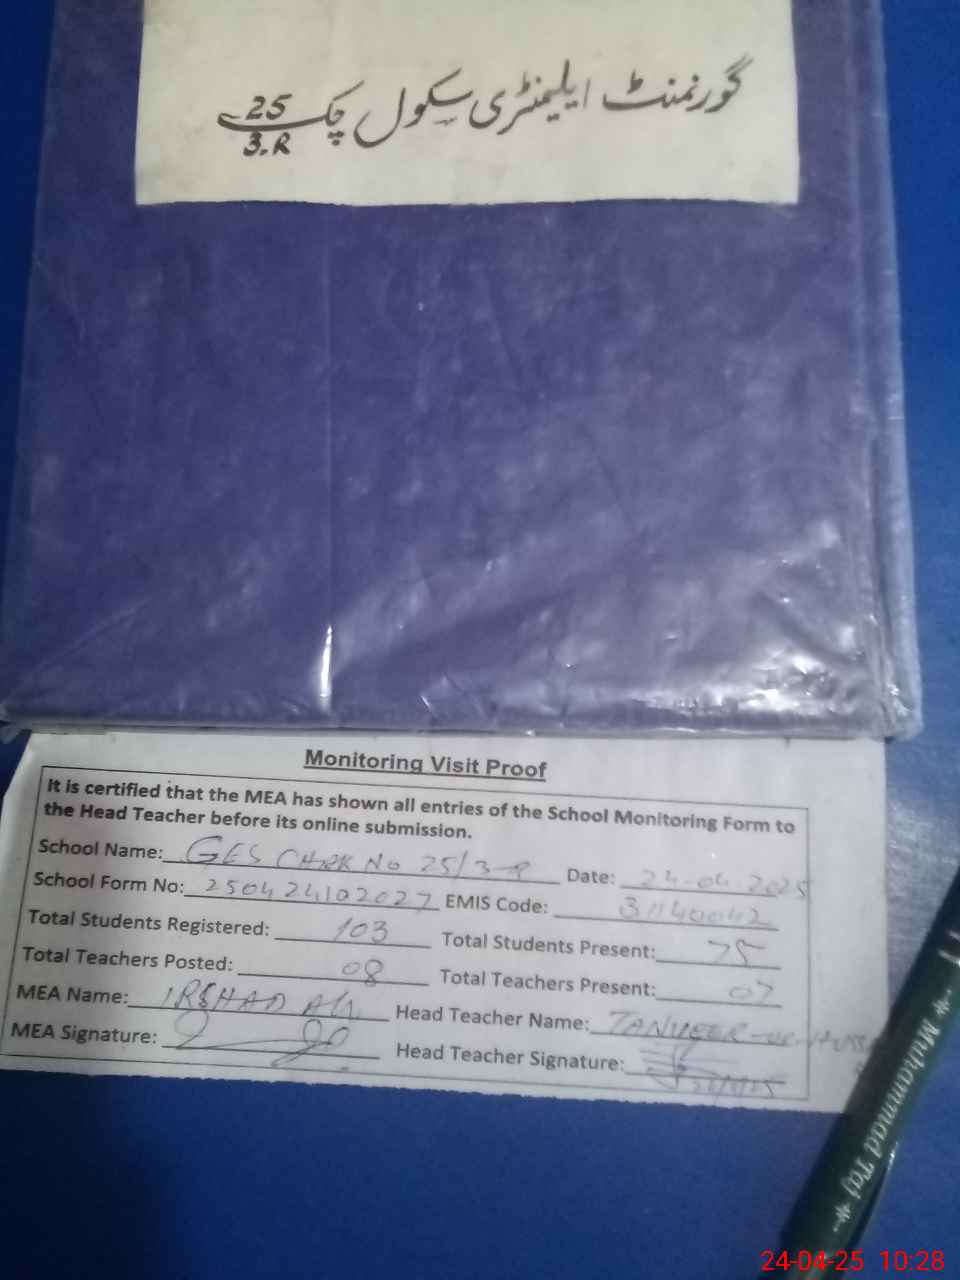 گورنمنٹ ایلیمنٹری سکول چک 25
3.R
Monitoring Visit Proof
It is certified that the MEA has shown all entries of the School Monitoring Form to
the Head Teacher before its online submission.
School Name: GES CHAK NO 25/3-R Date: 24-04-2025
School Form No: 250424102027 EMIS Code:
Total Students Registered: 103 Total Students Present: 75
Total Teachers Posted: 08 Total Teachers Present: 07
MEA Name: IRSHAD ALI Head Teacher Name: TANVEER-UL-
MEA Signature: Head Teacher Signature:
* Muhammad Taj *
24-04-25 10:28